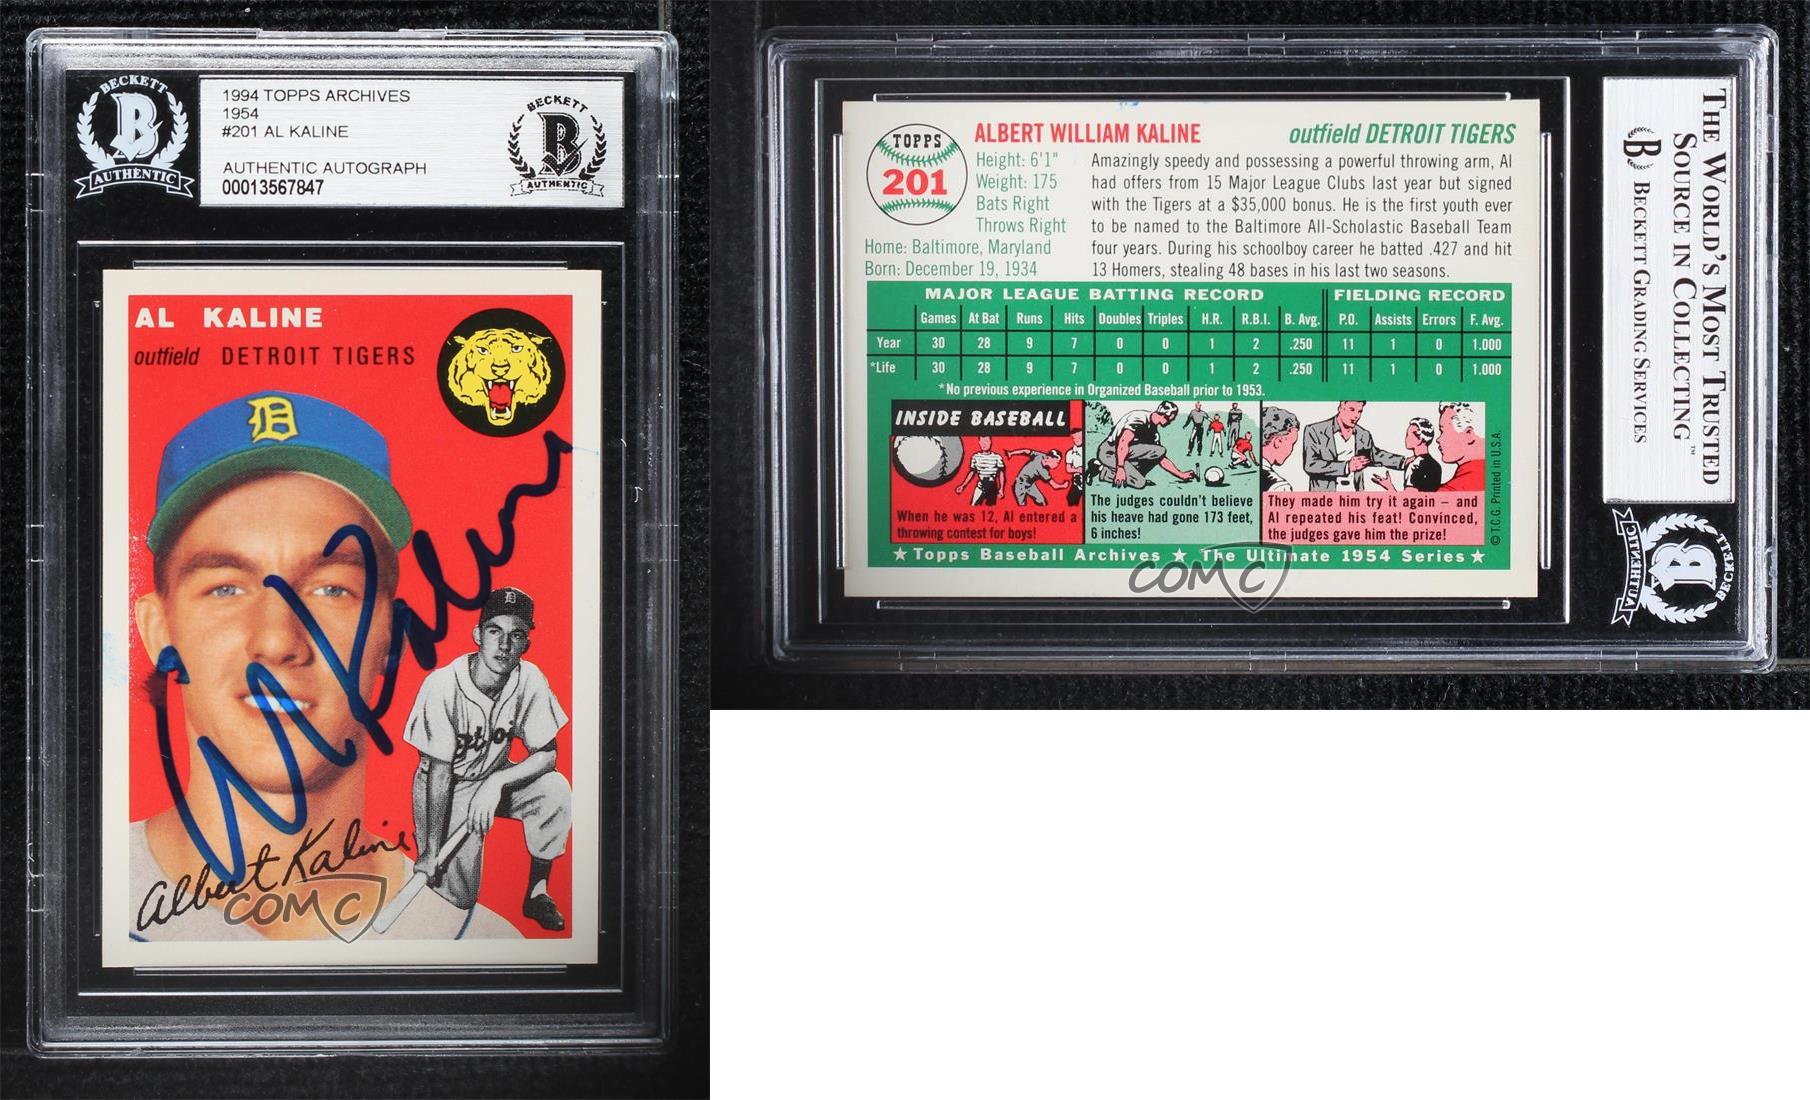 BECKETT
B
AUTHENTIC
1994 TOPPS ARCHIVES
1954
#201 AL KALINE
AUTHENTIC AUTOGRAPH
00013567847
BECKETT
B
AUTHENTIC
AL KALINE
outfield DETROIT TIGERS
D
Al Kaline
Detroit
Albert Kaline
COMC
TOPPS
201
ALBERT WILLIAM KALINE
outfield DETROIT TIGERS
Height: 6'1"
Weight: 175
Bats Right
Throws Right
Home: Baltimore, Maryland
Born: December 19, 1934
Amazingly speedy and possessing a powerful throwing arm, Al
had offers from 15 Major League Clubs last year but signed
with the Tigers at a $35,000 bonus. He is the first youth ever
to be named to the Baltimore All-Scholastic Baseball Team
four years. During his schoolboy career he batted .427 and hit
13 Homers, stealing 48 bases in his last two seasons.
MAJOR LEAGUE BATTING RECORD FIELDING RECORD
Games At Bat Runs Hits Doubles Triples H.R. R.B.I. B. Avg. P.O. Assists Errors F. Avg.
Year 30 28 9 7 0 0 1 2 .250 11 1 0 1.000
*Life 30 28 9 7 0 0 1 2 .250 11 1 0 1.000
*No previous experience in Organized Baseball prior to 1953.
INSIDE BASEBALL
When he was 12, Al entered a
throwing contest for boys!
The judges couldn't believe
his heave had gone 173 feet,
6 inches!
They made him try it again – and
Al repeated his feat! Convinced,
the judges gave him the prize!
© T.C.G. Printed in U.S.A.
★ Topps Baseball Archives ★ The Ultimate 1954 Series ★
COMC
THE WORLD'S MOST TRUSTED
SOURCE IN COLLECTING™
B BECKETT GRADING SERVICES
BECKETT
B
AUTHENTIC